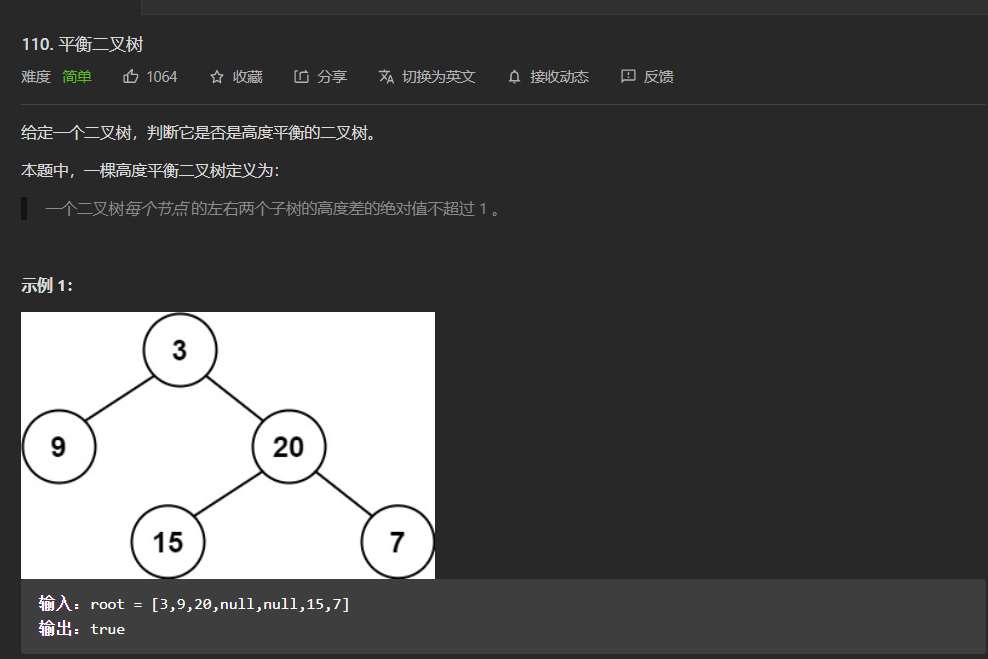 110. 平衡二叉树
难度 简单 1064 收藏 分享 切换为英文 接收动态 反馈
给定一个二叉树，判断它是否是高度平衡的二叉树。
本题中，一棵高度平衡二叉树定义为：
一个二叉树每个节点 的左右两个子树的高度差的绝对值不超过 1 。
示例 1：
3
9 20
15 7
输入：root = [3,9,20,null,null,15,7]
输出：true